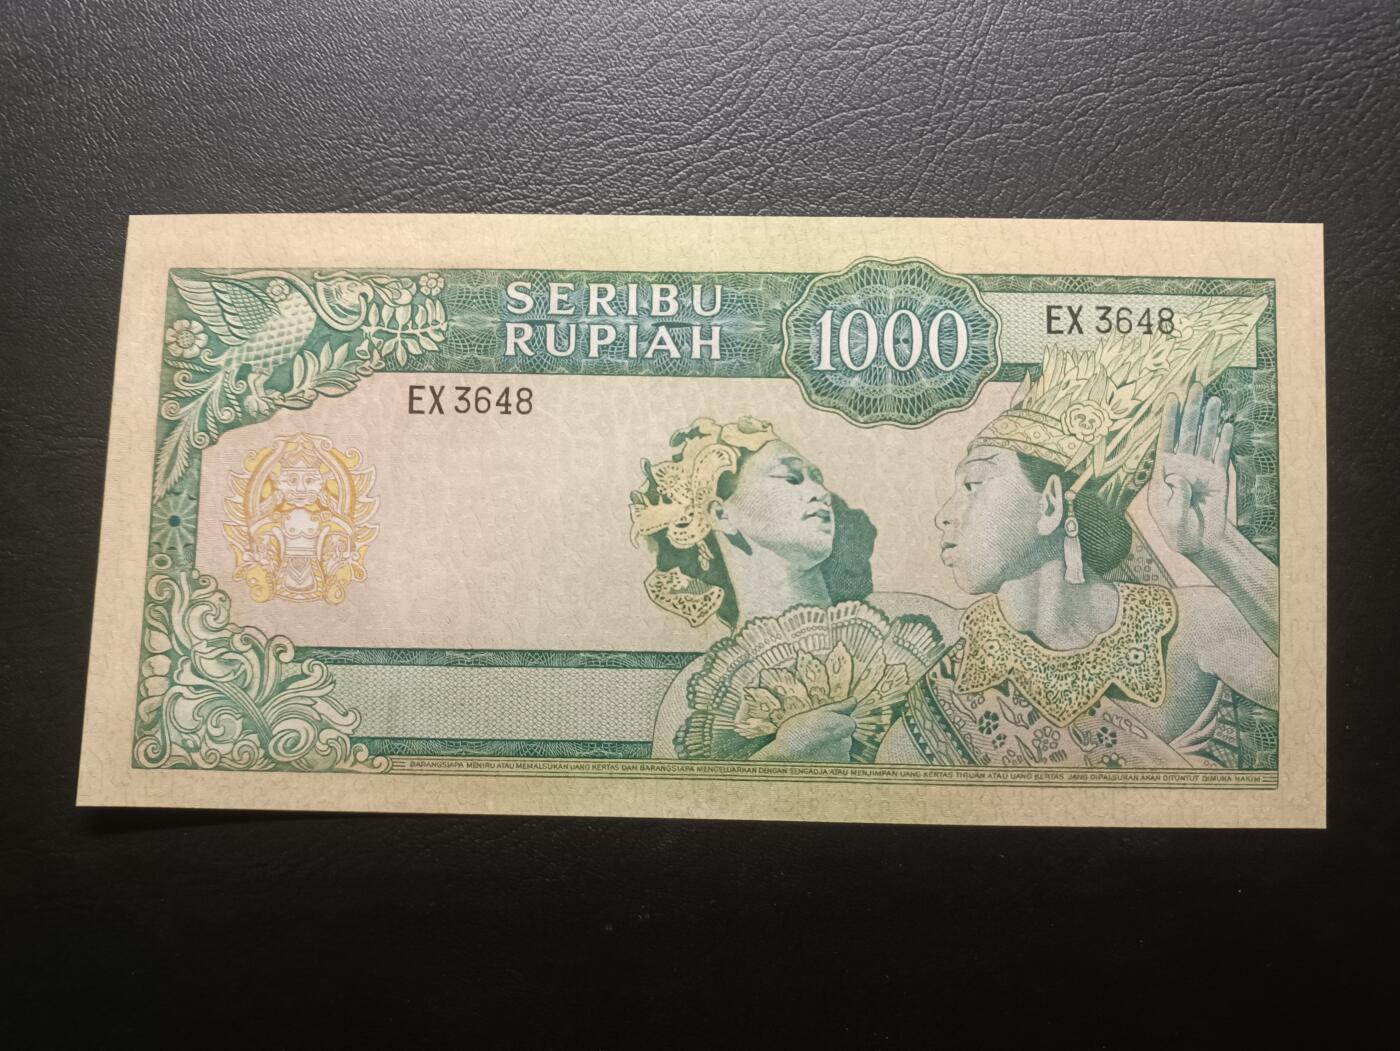 SERIBU
RUPIAH
1000
EX 3648
EX 3648
BARANGSIAPA MENIRU ATAU MEMALSUKAN UANG KERTAS DAN BARANGSIAPA MENGELUARKAN DENGAN SENGADJA ATAU MENJIMPAN UANG KERTAS TIRUAN ATAU UANG KERTAS JANG DIPALSUKAN AKAN DITUNTUT DIMUKA HAKIM